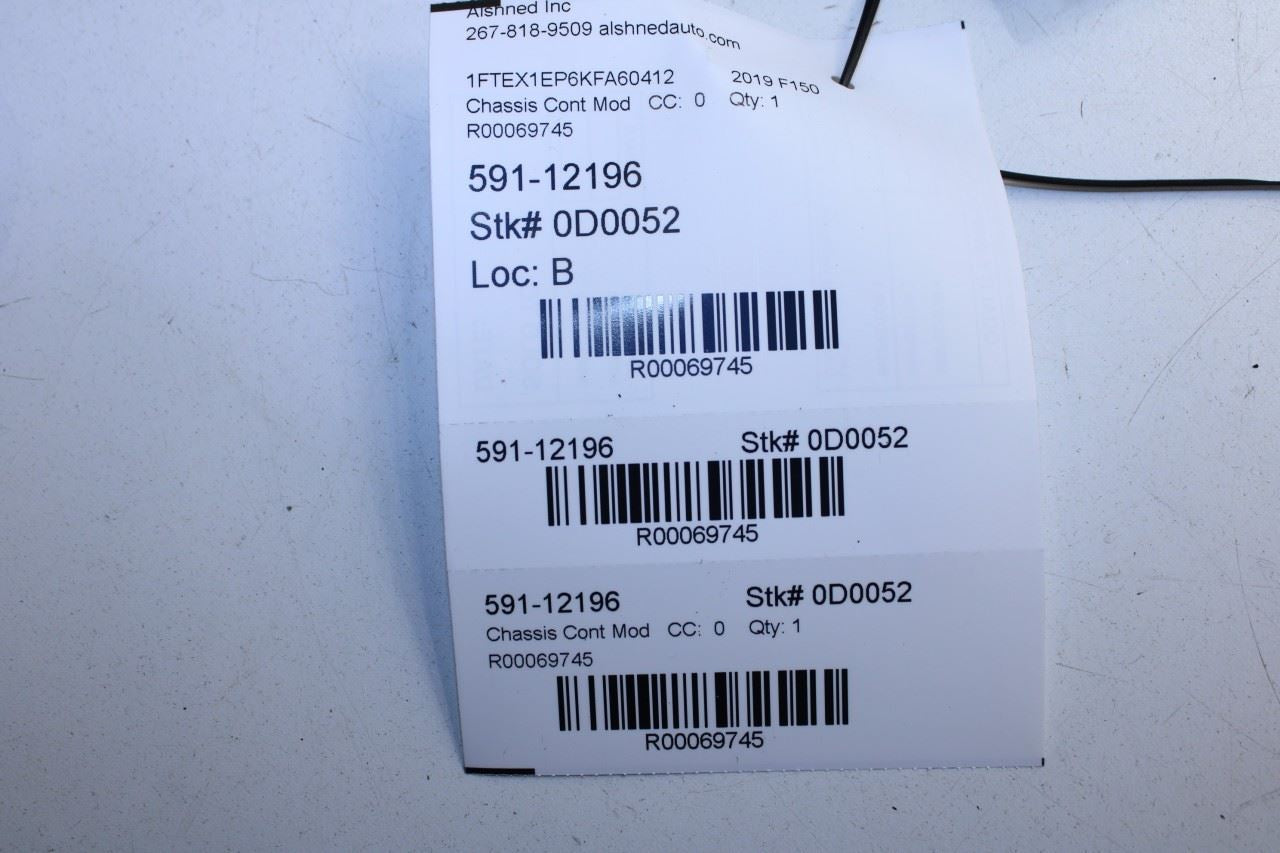 Alshned Inc
267-818-9509 alshnedauto.com
1FTEX1EP6KFA60412 2019 F150
Chassis Cont Mod CC: 0 Qty: 1
R00069745
591-12196
Stk# 0D0052
Loc: B
R00069745
591-12196 Stk# 0D0052
R00069745
591-12196 Stk# 0D0052
Chassis Cont Mod CC: 0 Qty: 1
R00069745
R00069745